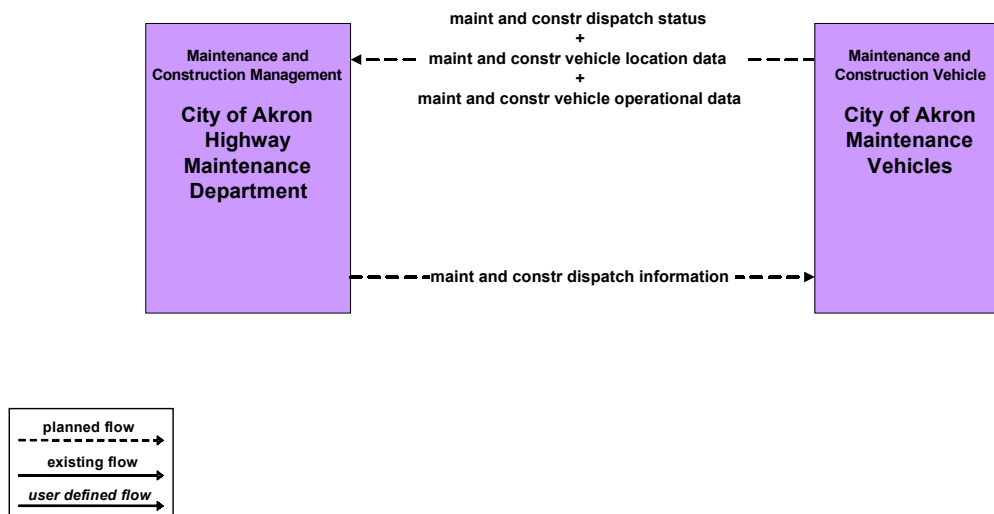 maint and constr dispatch status
+
maint and constr vehicle location data
+
maint and constr vehicle operational data
Maintenance and
Construction Management
City of Akron
Highway
Maintenance
Department
Maintenance and
Construction Vehicle
City of Akron
Maintenance
Vehicles
maint and constr dispatch information
planned flow
existing flow
user defined flow